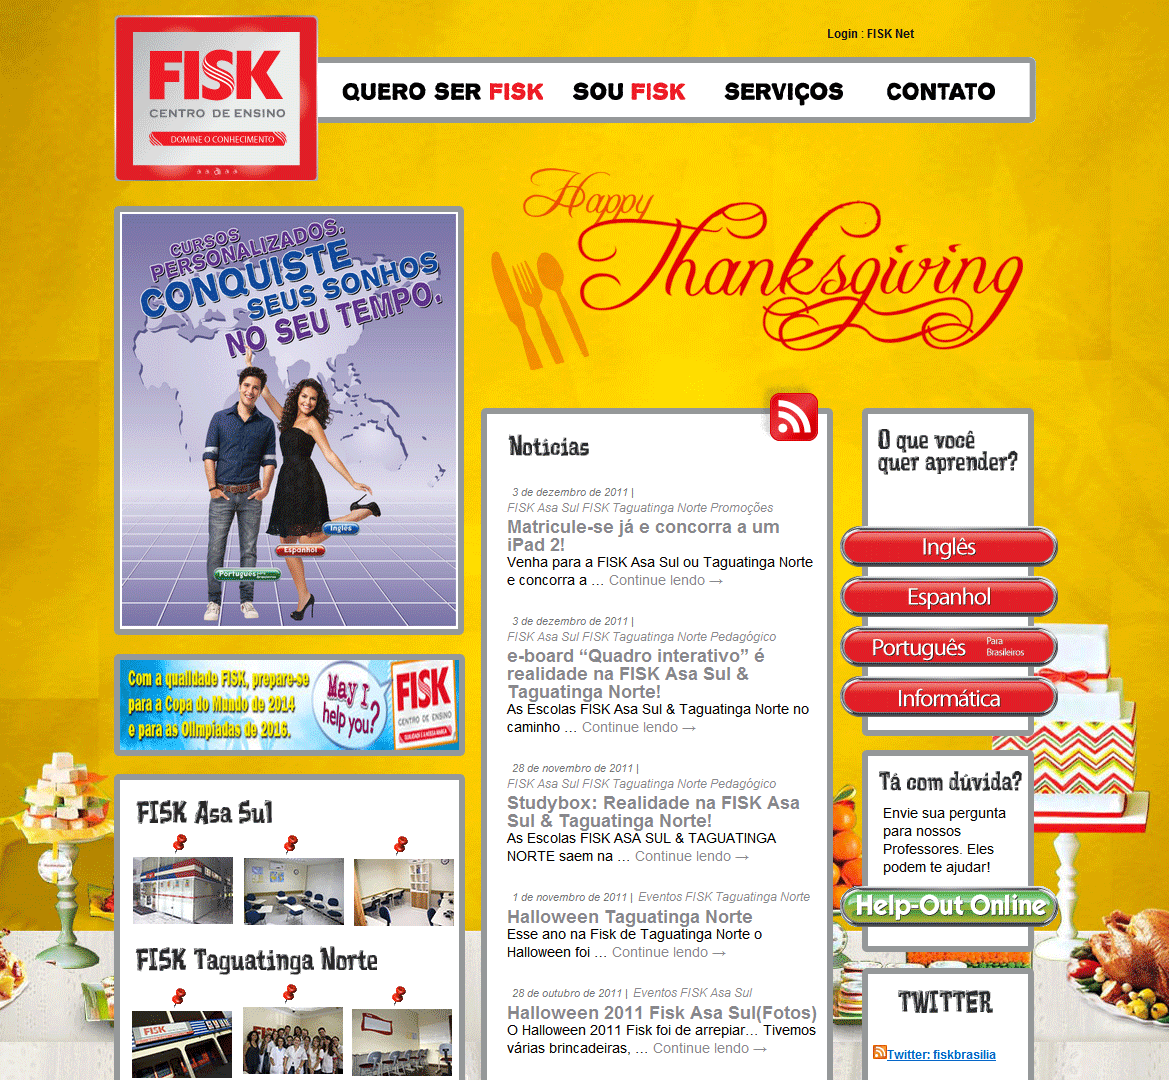 Login : FISK Net
FISK
CENTRO DE ENSINO
DOMINE O CONHECIMENTO
QUERO SER FISK
SOU FISK
SERVIÇOS
CONTATO
Happy
Thanksgiving
CURSOS
PERSONALIZADOS.
CONQUISTE
SEUS SONHOS
NO SEU TEMPO.
Inglês
Espanhol
Português para Brasileiros
Com a qualidade FISK, prepare-se
para a Copa do Mundo de 2014
e para as Olimpíadas de 2016.
May I
help you?
FISK
CENTRO DE ENSINO
FISK Asa Sul
FISK Taguatinga Norte
FISK
Noticias
3 de dezembro de 2011 |
FISK Asa Sul FISK Taguatinga Norte Promoções
Matricule-se já e concorra a um
iPad 2!
Venha para a FISK Asa Sul ou Taguatinga Norte
e concorra a … Continue lendo →
3 de dezembro de 2011 |
FISK Asa Sul FISK Taguatinga Norte Pedagógico
e-board “Quadro interativo” é
realidade na FISK Asa Sul &
Taguatinga Norte!
As Escolas FISK Asa Sul & Taguatinga Norte no
caminho … Continue lendo →
28 de novembro de 2011 |
FISK Asa Sul FISK Taguatinga Norte Pedagógico
Studybox: Realidade na FISK Asa
Sul & Taguatinga Norte!
As Escolas FISK ASA SUL & TAGUATINGA
NORTE saem na … Continue lendo →
1 de novembro de 2011 | Eventos FISK Taguatinga Norte
Halloween Taguatinga Norte
Esse ano na Fisk de Taguatinga Norte o
Halloween foi … Continue lendo →
28 de outubro de 2011 | Eventos FISK Asa Sul
Halloween 2011 Fisk Asa Sul(Fotos)
O Halloween 2011 Fisk foi de arrepiar… Tivemos
várias brincadeiras, … Continue lendo →
O que você
quer aprender?
Inglês
Espanhol
Português Para Brasileiros
Informática
Tá com dúvida?
Envie sua pergunta
para nossos
Professores. Eles
podem te ajudar!
Help-Out Online
TWITTER
Twitter: fiskbrasilia